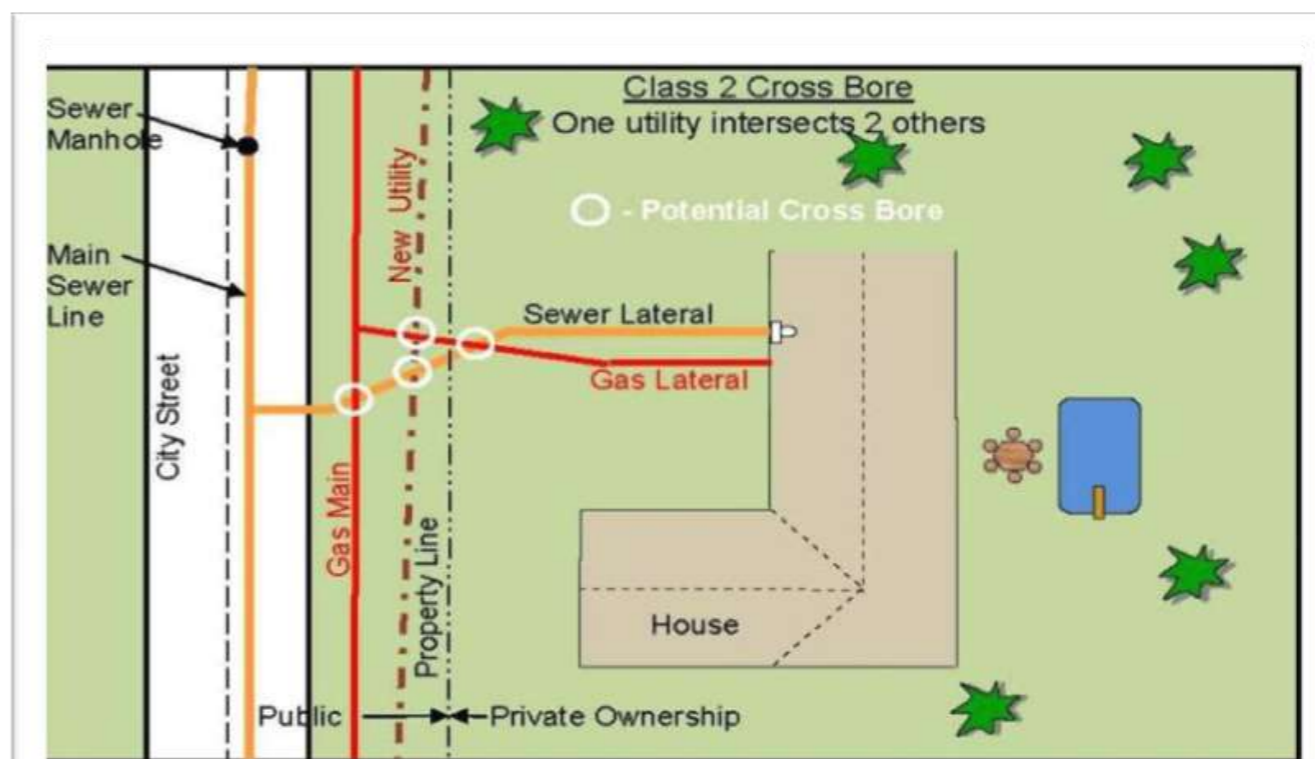 Class 2 Cross Bore
One utility intersects 2 others
Sewer
Manhole
New Utility
- Potential Cross Bore
Main
Sewer
Line
Sewer Lateral
Gas Lateral
City Street
Gas Main
Property Line
House
Public
Private Ownership